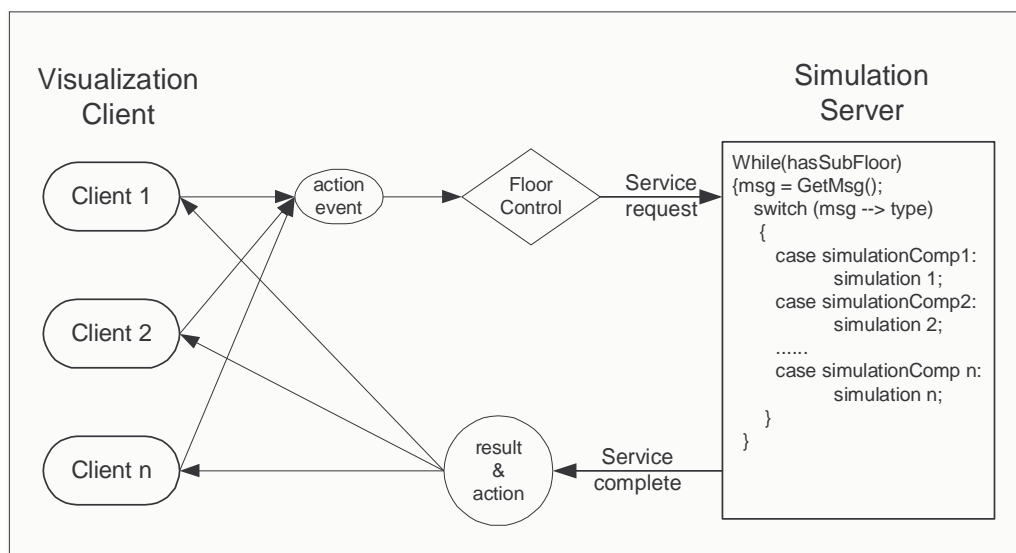 Visualization
Client
Client 1
Client 2
Client n
action
event
Floor
Control
Service
request
Simulation
Server
While(hasSubFloor)
{msg = GetMsg();
switch (msg --> type)
{
case simulationComp1:
simulation 1;
case simulationComp2:
simulation 2;
......
case simulationComp n:
simulation n;
}
}
Service
complete
result
&
action